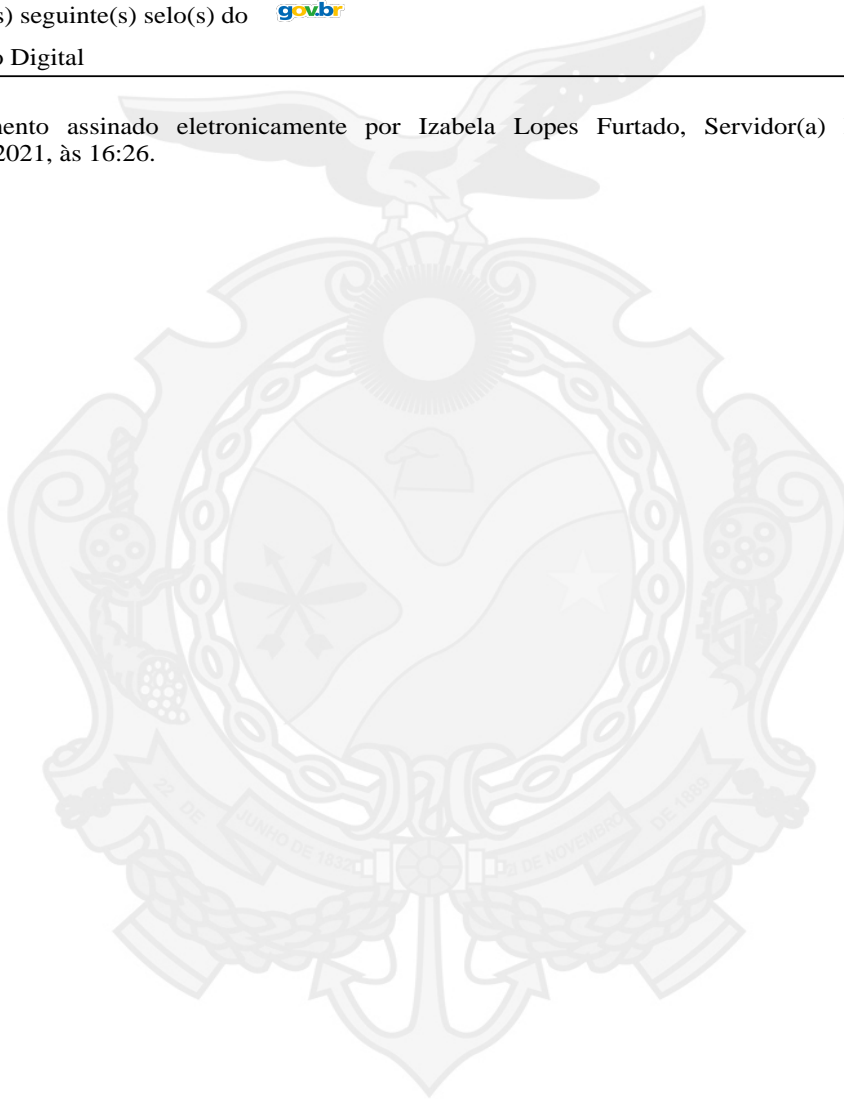 s) seguinte(s) selo(s) do gov.br
o Digital
nento assinado eletronicamente por Izabela Lopes Furtado, Servidor(a)
2021, às 16:26.
22 DE
JUNHO DE 1832
DE NOVEMBRO
DE 1889